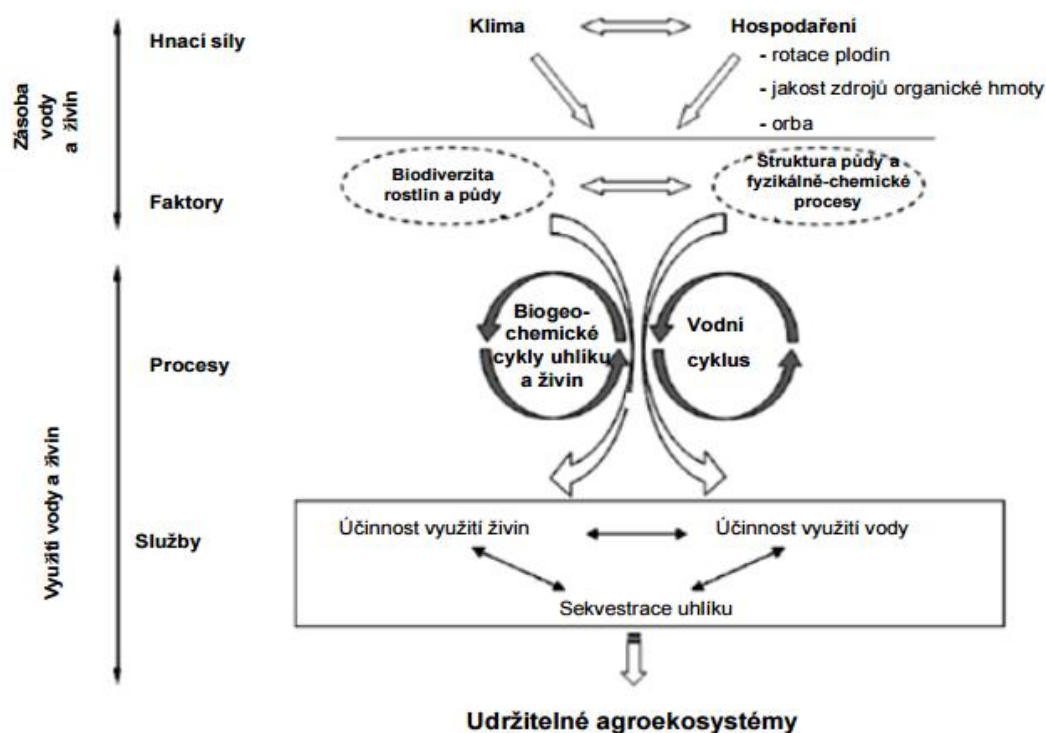 Hnací síly
Klima
Hospodaření
- rotace plodin
- jakost zdrojů organické hmoty
- orba
Zásoba
vody
a živin
Faktory
Biodiverzita
rostlin a půdy
Struktura půdy a
fyzikálně-chemické
procesy
Procesy
Biogeo-
chemické
cykly uhlíku
a živin
Vodní
cyklus
Využití vody a živin
Služby
Účinnost využití živin
Účinnost využití vody
Sekvestrace uhlíku
Udržitelné agroekosystémy